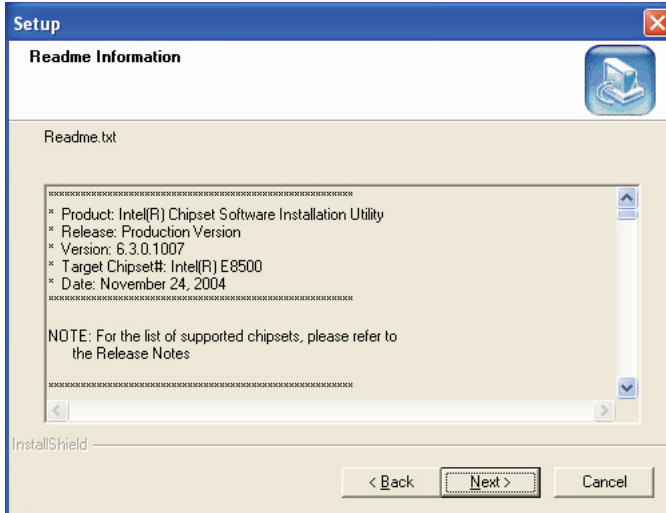 Setup
Readme Information
Readme.txt
*********************************************************
* Product: Intel(R) Chipset Software Installation Utility
* Release: Production Version
* Version: 6.3.0.1007
* Target Chipset#: Intel(R) E8500
* Date: November 24, 2004
*********************************************************
NOTE: For the list of supported chipsets, please refer to
the Release Notes
*********************************************************
InstallShield
< Back
Next >
Cancel